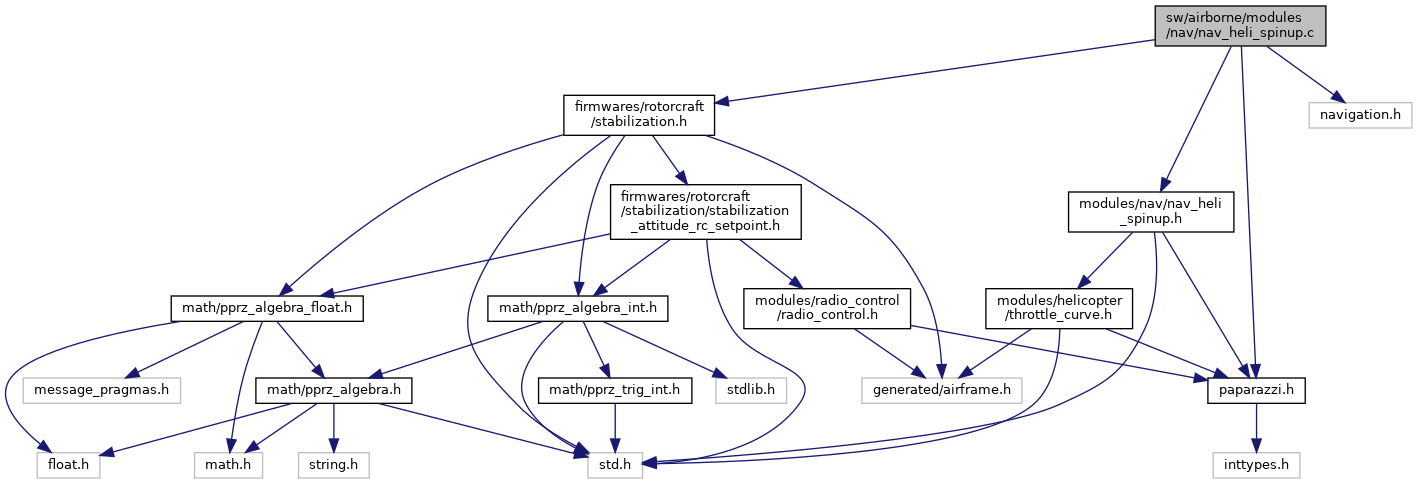 sw/airborne/modules
/nav/nav_heli_spinup.c
firmwares/rotorcraft
/stabilization.h
navigation.h
firmwares/rotorcraft
/stabilization/stabilization
_attitude_rc_setpoint.h
modules/nav/nav_heli
_spinup.h
math/pprz_algebra_float.h
math/pprz_algebra_int.h
modules/radio_control
/radio_control.h
modules/helicopter
/throttle_curve.h
message_pragmas.h
math/pprz_algebra.h
math/pprz_trig_int.h
stdlib.h
generated/airframe.h
paparazzi.h
float.h
math.h
string.h
std.h
inttypes.h